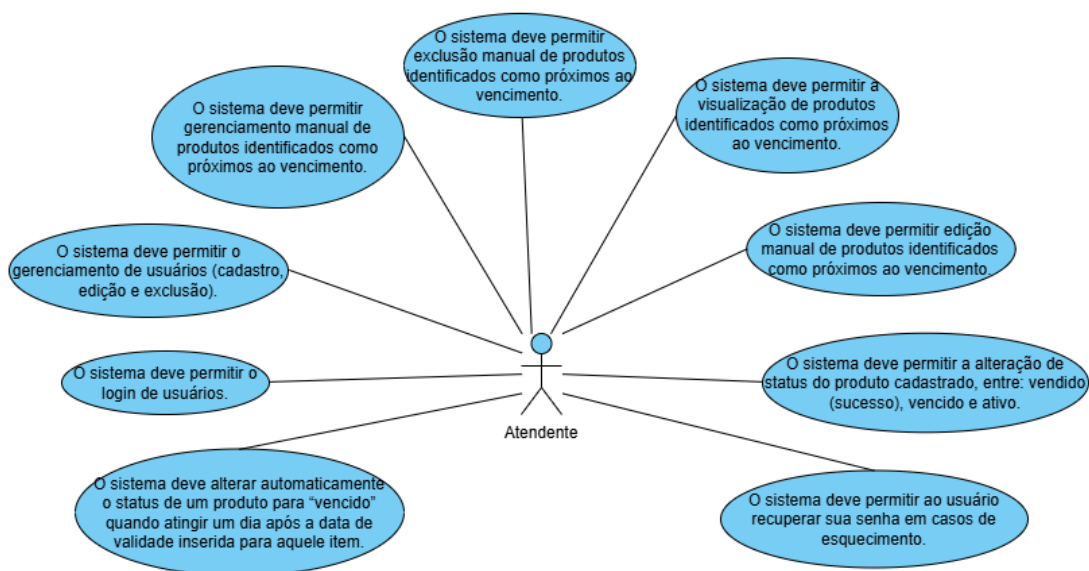 O sistema deve permitir
exclusão manual de produtos
identificados como próximos ao
vencimento.
O sistema deve permitir a
visualização de produtos
identificados como próximos
ao vencimento.
O sistema deve permitir
gerenciamento manual de
produtos identificados como
próximos ao vencimento.
O sistema deve permitir edição
manual de produtos identificados
como próximos ao vencimento.
O sistema deve permitir o
gerenciamento de usuários (cadastro,
edição e exclusão).
O sistema deve permitir a alteração de
status do produto cadastrado, entre: vendido
(sucesso), vencido e ativo.
O sistema deve permitir o
login de usuários.
Atendente
O sistema deve alterar automaticamente
o status de um produto para “vencido”
quando atingir um dia após a data de
validade inserida para aquele item.
O sistema deve permitir ao usuário
recuperar sua senha em casos de
esquecimento.